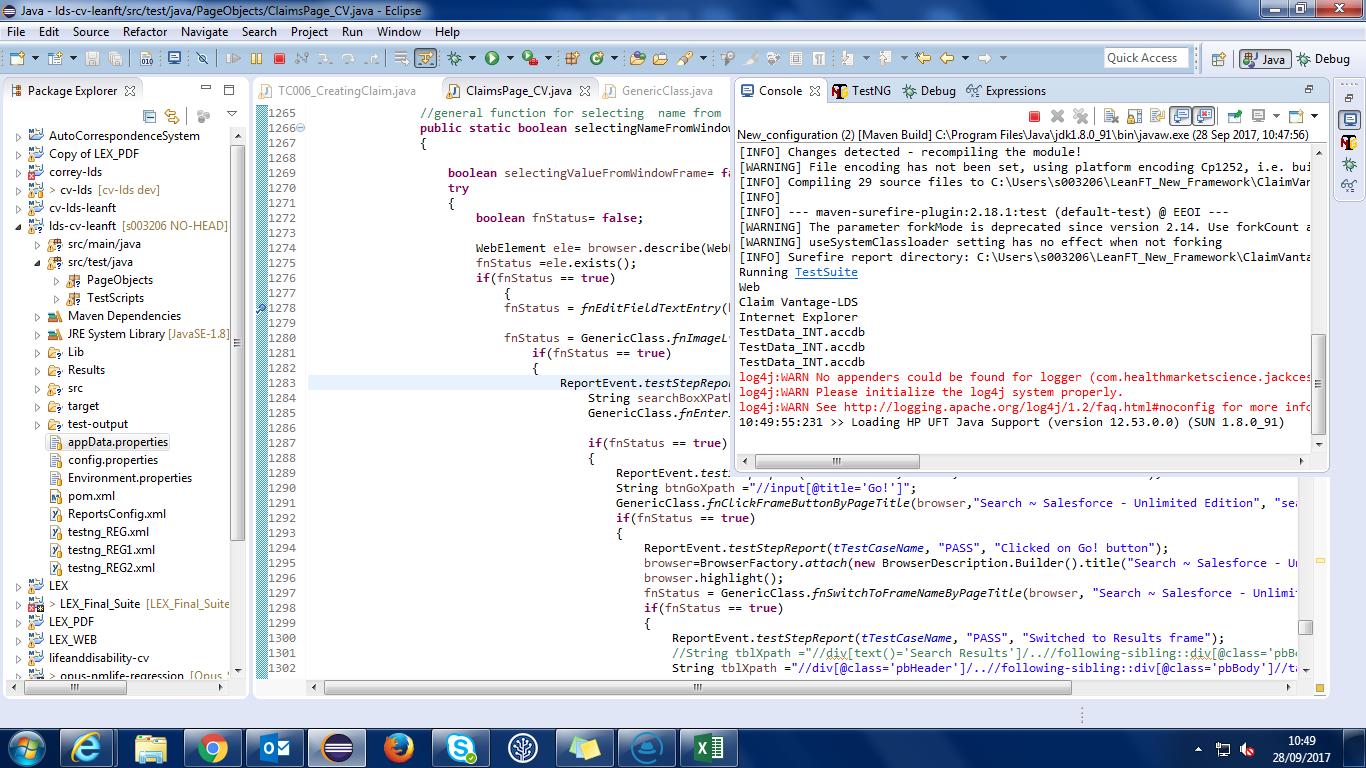 Java - lds-cv-leanft/src/test/java/PageObjects/ClaimsPage_CV.java - Eclipse
File Edit Source Refactor Navigate Search Project Run Window Help
Quick Access
Java
Debug
Package Explorer
AutoCorrespondenceSystem
Copy of LEX_PDF
correy-lds
> cv-lds [cv-lds dev]
cv-lds-leanft
lds-cv-leanft [s003206 NO-HEAD]
src/main/java
src/test/java
PageObjects
TestScripts
Maven Dependencies
JRE System Library [JavaSE-1.8]
Lib
Results
src
target
test-output
appData.properties
config.properties
Environment.properties
pom.xml
ReportsConfig.xml
testng_REG.xml
testng_REG1.xml
testng_REG2.xml
LEX
> LEX_Final_Suite [LEX_Final_Suite
LEX_PDF
LEX_WEB
lifeanddisability-cv
> opus-nmlife-regression [Opus_
TC006_CreatingClaim.java
ClaimsPage_CV.java
GenericClass.java
1265 //general function for selecting  name from
1266 public static boolean selectingNameFromWindow
1267 {
1268
1269 boolean selectingValueFromWindowFrame= fa
1270 try
1271 {
1272 boolean fnStatus= false;
1273
1274 WebElement ele= browser.describe(Web
1275 fnStatus =ele.exists();
1276 if(fnStatus == true)
1277 {
1278 fnStatus = fnEditFieldTextEntry(
1279
1280 fnStatus = GenericClass.fnImageL
1281 if(fnStatus == true)
1282 {
1283 ReportEvent.testStepRepor
1284 String searchBoxXPath
1285 GenericClass.fnEnter
1286
1287 if(fnStatus == true)
1288 {
1289 ReportEvent.test
1290 String btnGoXpath ="//input[@title='Go!']";
1291 GenericClass.fnClickFrameButtonByPageTitle(browser,"Search ~ Salesforce - Unlimited Edition", "sea
1292 if(fnStatus == true)
1293 {
1294 ReportEvent.testStepReport(tTestCaseName, "PASS", "Clicked on Go! button");
1295 browser=BrowserFactory.attach(new BrowserDescription.Builder().title("Search ~ Salesforce - Un
1296 browser.highlight();
1297 fnStatus = GenericClass.fnSwitchToFrameNameByPageTitle(browser, "Search ~ Salesforce - Unlimit
1298 if(fnStatus == true)
1299 {
1300 ReportEvent.testStepReport(tTestCaseName, "PASS", "Switched to Results frame");
1301 //String tblXpath ="//div[text()='Search Results']/..//following-sibling::div[@class='pbBo
1302 String tblXpath ="//div[@class='pbHeader']/..//following-sibling::div[@class='pbBody']//ta
Console
TestNG
Debug
Expressions
New_configuration (2) [Maven Build] C:\Program Files\Java\jdk1.8.0_91\bin\javaw.exe (28 Sep 2017, 10:47:56)
[INFO] Changes detected - recompiling the module!
[WARNING] File encoding has not been set, using platform encoding Cp1252, i.e. bui
[INFO] Compiling 29 source files to C:\Users\s003206\LeanFT_New_Framework\ClaimVan
[INFO]
[INFO] --- maven-surefire-plugin:2.18.1:test (default-test) @ EEOI ---
[WARNING] The parameter forkMode is deprecated since version 2.14. Use forkCount a
[WARNING] useSystemClassloader setting has no effect when not forking
[INFO] Surefire report directory: C:\Users\s003206\LeanFT_New_Framework\ClaimVanta
Running TestSuite
Web
Claim Vantage-LDS
Internet Explorer
TestData_INT.accdb
TestData_INT.accdb
TestData_INT.accdb
log4j:WARN No appenders could be found for logger (com.healthmarketscience.jackces
log4j:WARN Please initialize the log4j system properly.
log4j:WARN See http://logging.apache.org/log4j/1.2/faq.html#noconfig for more info
10:49:55:231 >> Loading HP UFT Java Support (version 12.53.0.0) (SUN 1.8.0_91)
10:49
28/09/2017